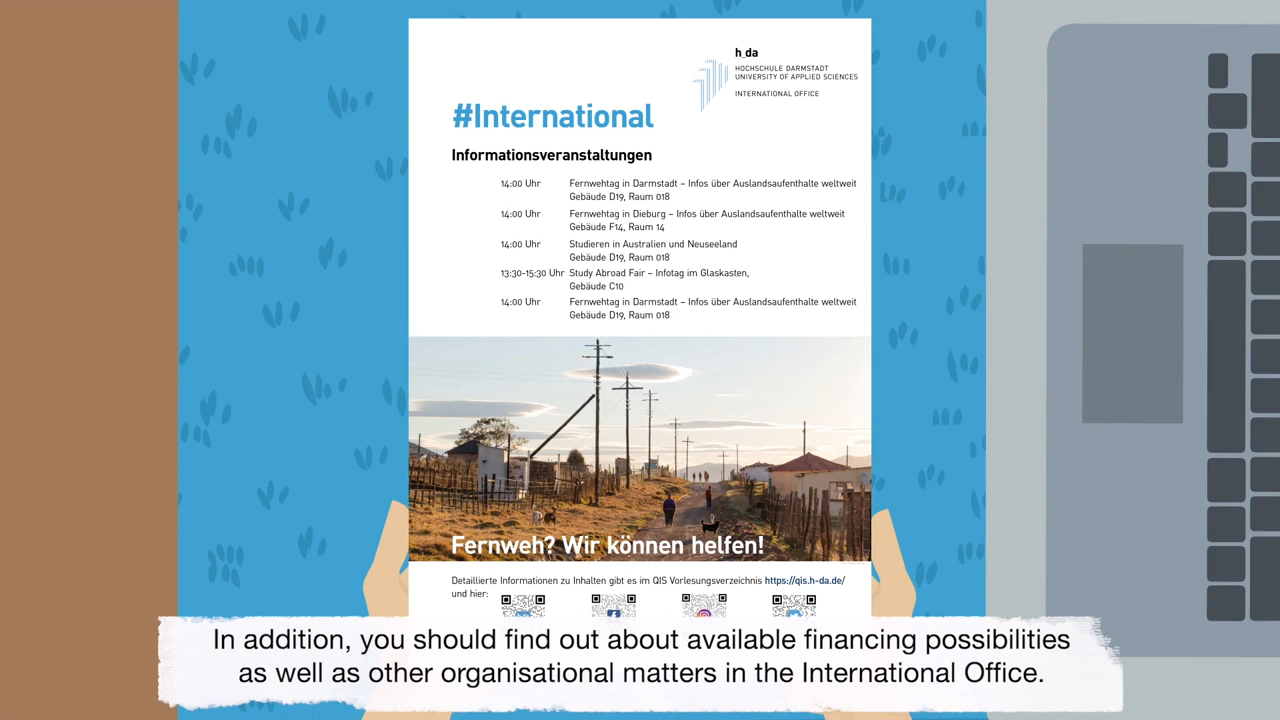 h_da
HOCHSCHULE DARMSTADT
UNIVERSITY OF APPLIED SCIENCES
INTERNATIONAL OFFICE
#International
Informationsveranstaltungen
14:00 Uhr Fernwehtag in Darmstadt – Infos über Auslandsaufenthalte weltweit
Gebäude D19, Raum 018
14:00 Uhr Fernwehtag in Dieburg – Infos über Auslandsaufenthalte weltweit
Gebäude F14, Raum 14
14:00 Uhr Studieren in Australien und Neuseeland
Gebäude D19, Raum 018
13:30-15:30 Uhr Study Abroad Fair – Infotag im Glaskasten,
Gebäude C10
14:00 Uhr Fernwehtag in Darmstadt – Infos über Auslandsaufenthalte weltweit
Gebäude D19, Raum 018
Fernweh? Wir können helfen!
Detaillierte Informationen zu Inhalten gibt es im QIS Vorlesungsverzeichnis https://qis.h-da.de/
und hier:
In addition, you should find out about available financing possibilities
as well as other organisational matters in the International Office.